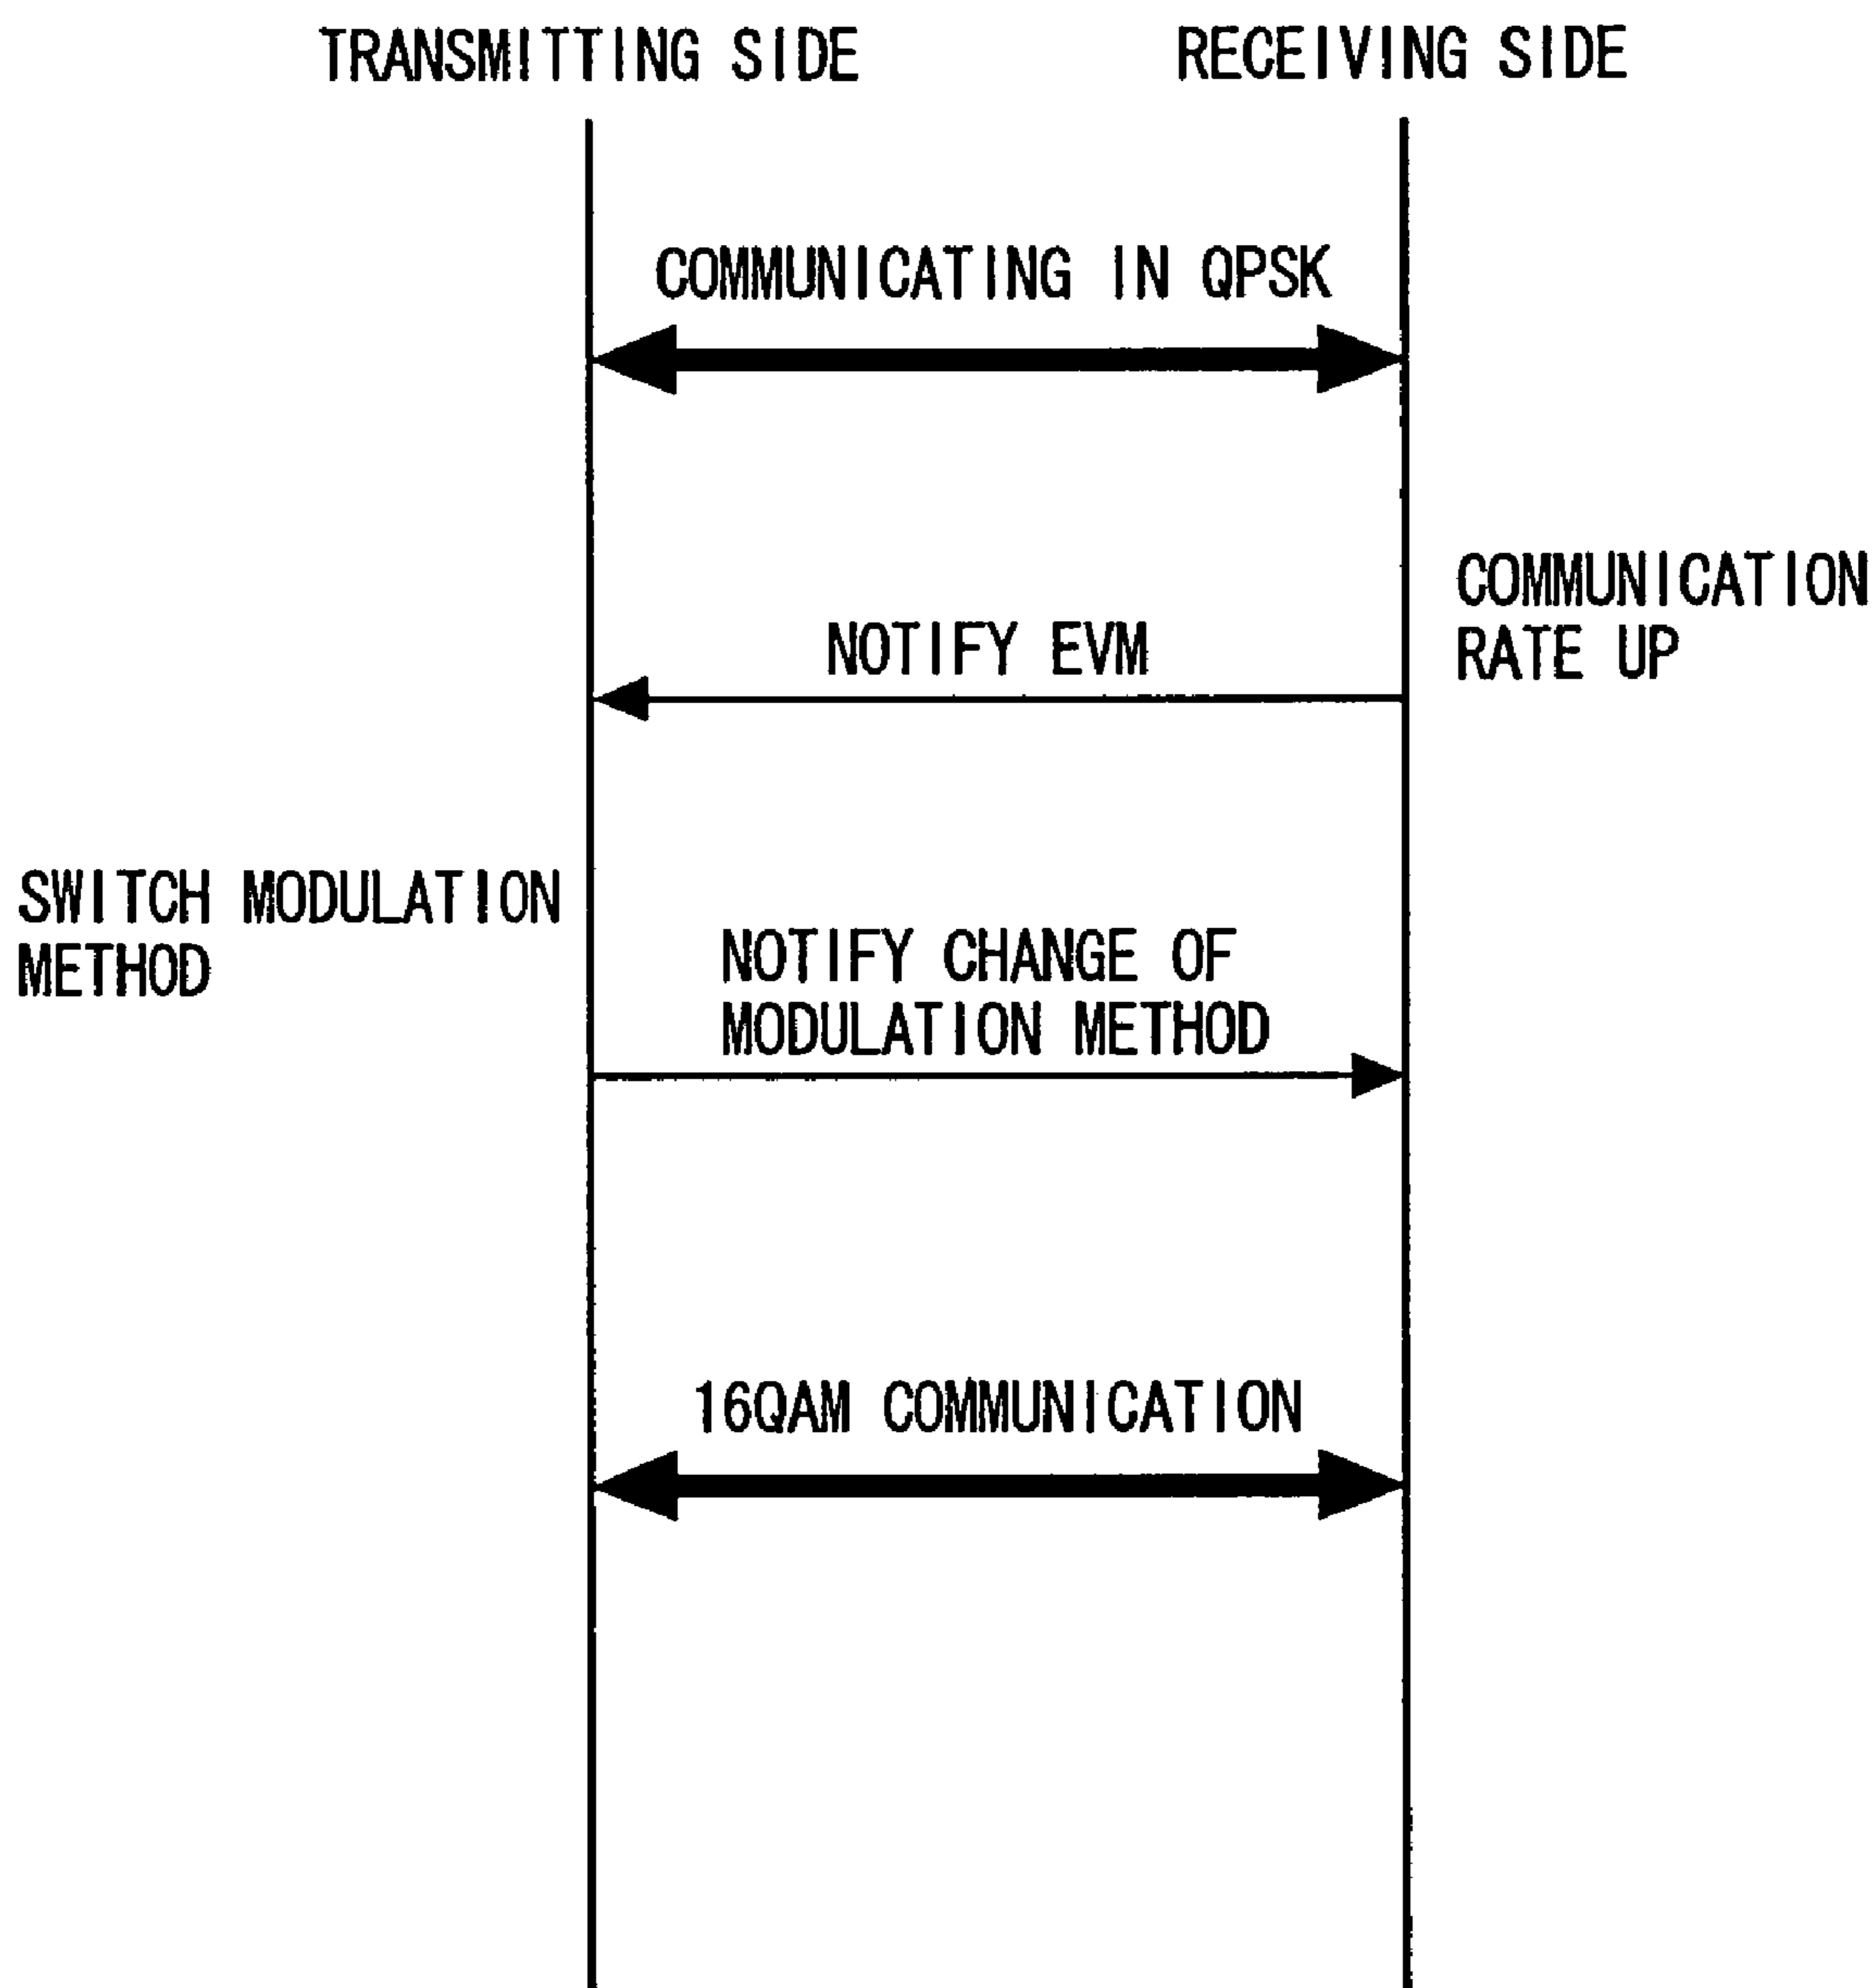 TRANSMITTING SIDE
RECEIVING SIDE
COMMUNICATING IN QPSK
COMMUNICATION
RATE UP
NOTIFY EVM
SWITCH MODULATION
METHOD
NOTIFY CHANGE OF
MODULATION METHOD
16QAM COMMUNICATION